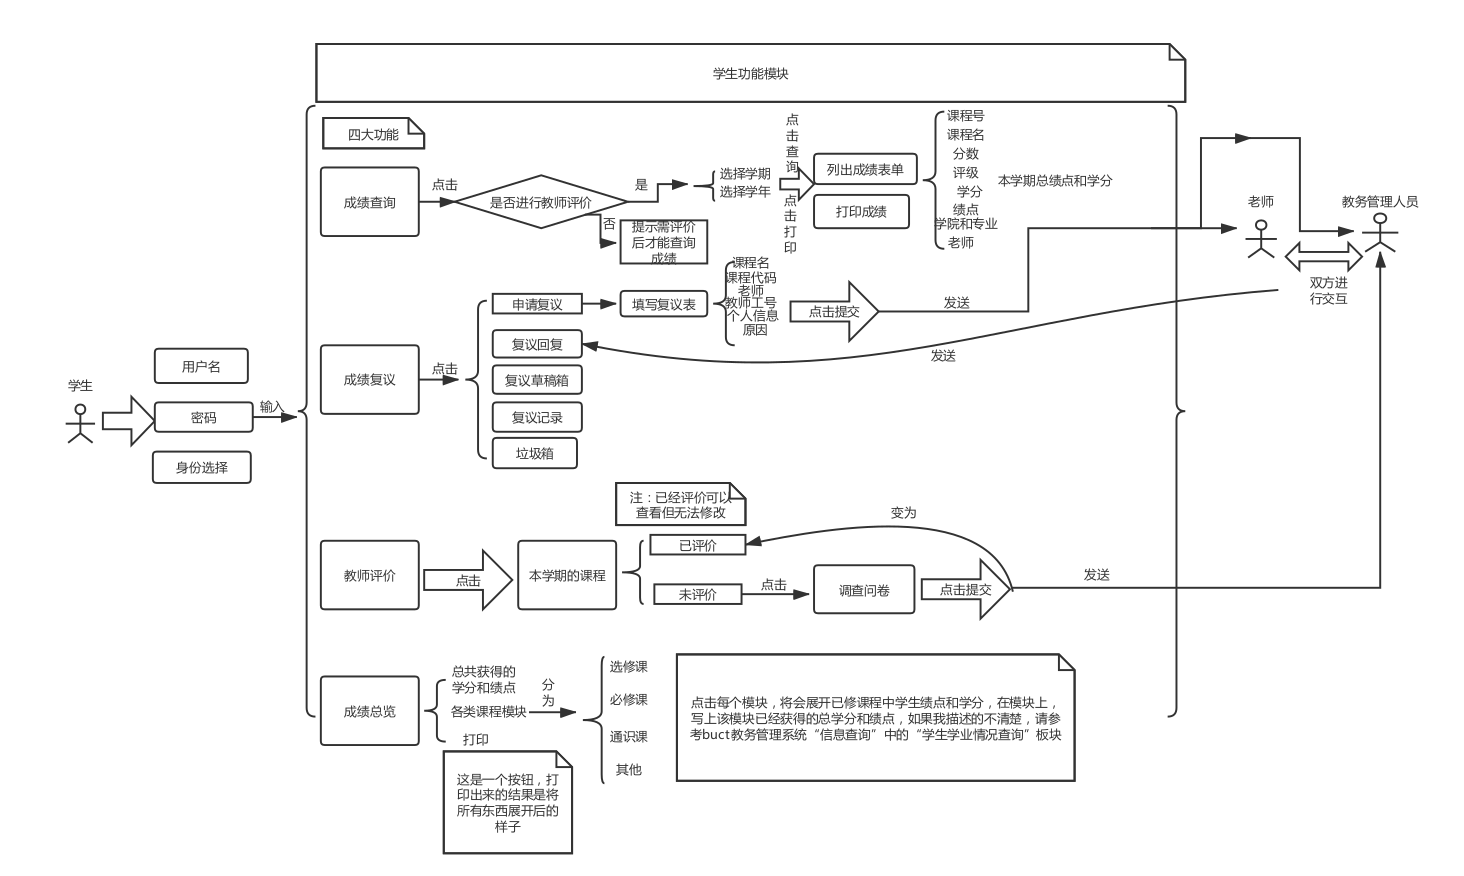 学生功能模块
四大功能
成绩查询
点击
是否进行教师评价
是
否
提示需评价
后才能查询
成绩
选择学期
选择学年
点
击
查
询
点
击
打
印
列出成绩表单
打印成绩
课程号
课程名
分数
评级
学分
绩点
学院和专业
老师
本学期总绩点和学分
老师
教务管理人员
双方进
行交互
学生
用户名
密码
身份选择
输入
成绩复议
点击
申请复议
复议回复
复议草稿箱
复议记录
垃圾箱
填写复议表
课程名
课程代码
老师
教师工号
个人信息
原因
点击提交
发送
发送
教师评价
点击
本学期的课程
注：已经评价可以
查看但无法修改
已评价
未评价
点击
调查问卷
点击提交
变为
发送
成绩总览
总共获得的
学分和绩点
各类课程模块
打印
分
为
选修课
必修课
通识课
其他
这是一个按钮，打
印出来的结果是将
所有东西展开后的
样子
点击每个模块，将会展开已修课程中学生绩点和学分，在模块上，
写上该模块已经获得的总学分和绩点，如果我描述的不清楚，请参
考buct教务管理系统“信息查询”中的“学生学业情况查询”板块